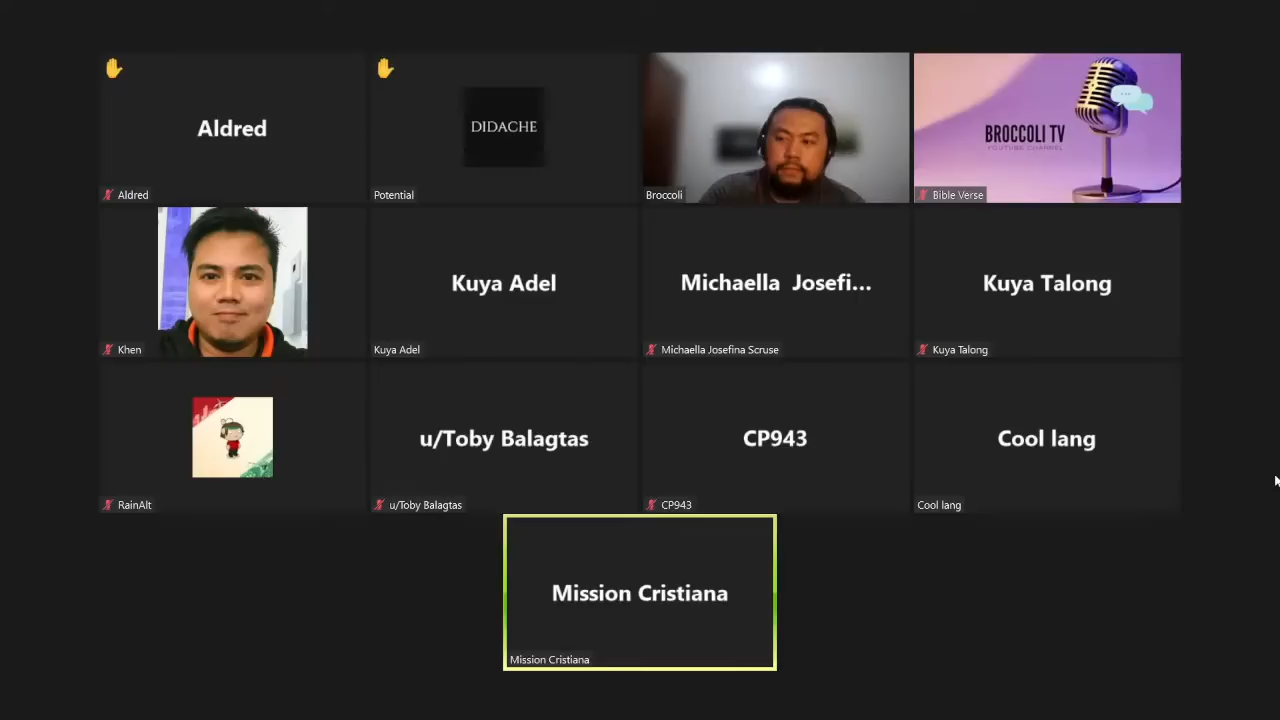 Aldred
Aldred
DIDACHE
Potential
Broccoli
BROCCOLI TV
YOUTUBE CHANNEL
Bible Verse
Khen
Kuya Adel
Kuya Adel
Michaella Josefi...
Michaella Josefina Scruse
Kuya Talong
Kuya Talong
RainAlt
u/Toby Balagtas
u/Toby Balagtas
CP943
CP943
Cool lang
Cool lang
Mission Cristiana
Mission Cristiana